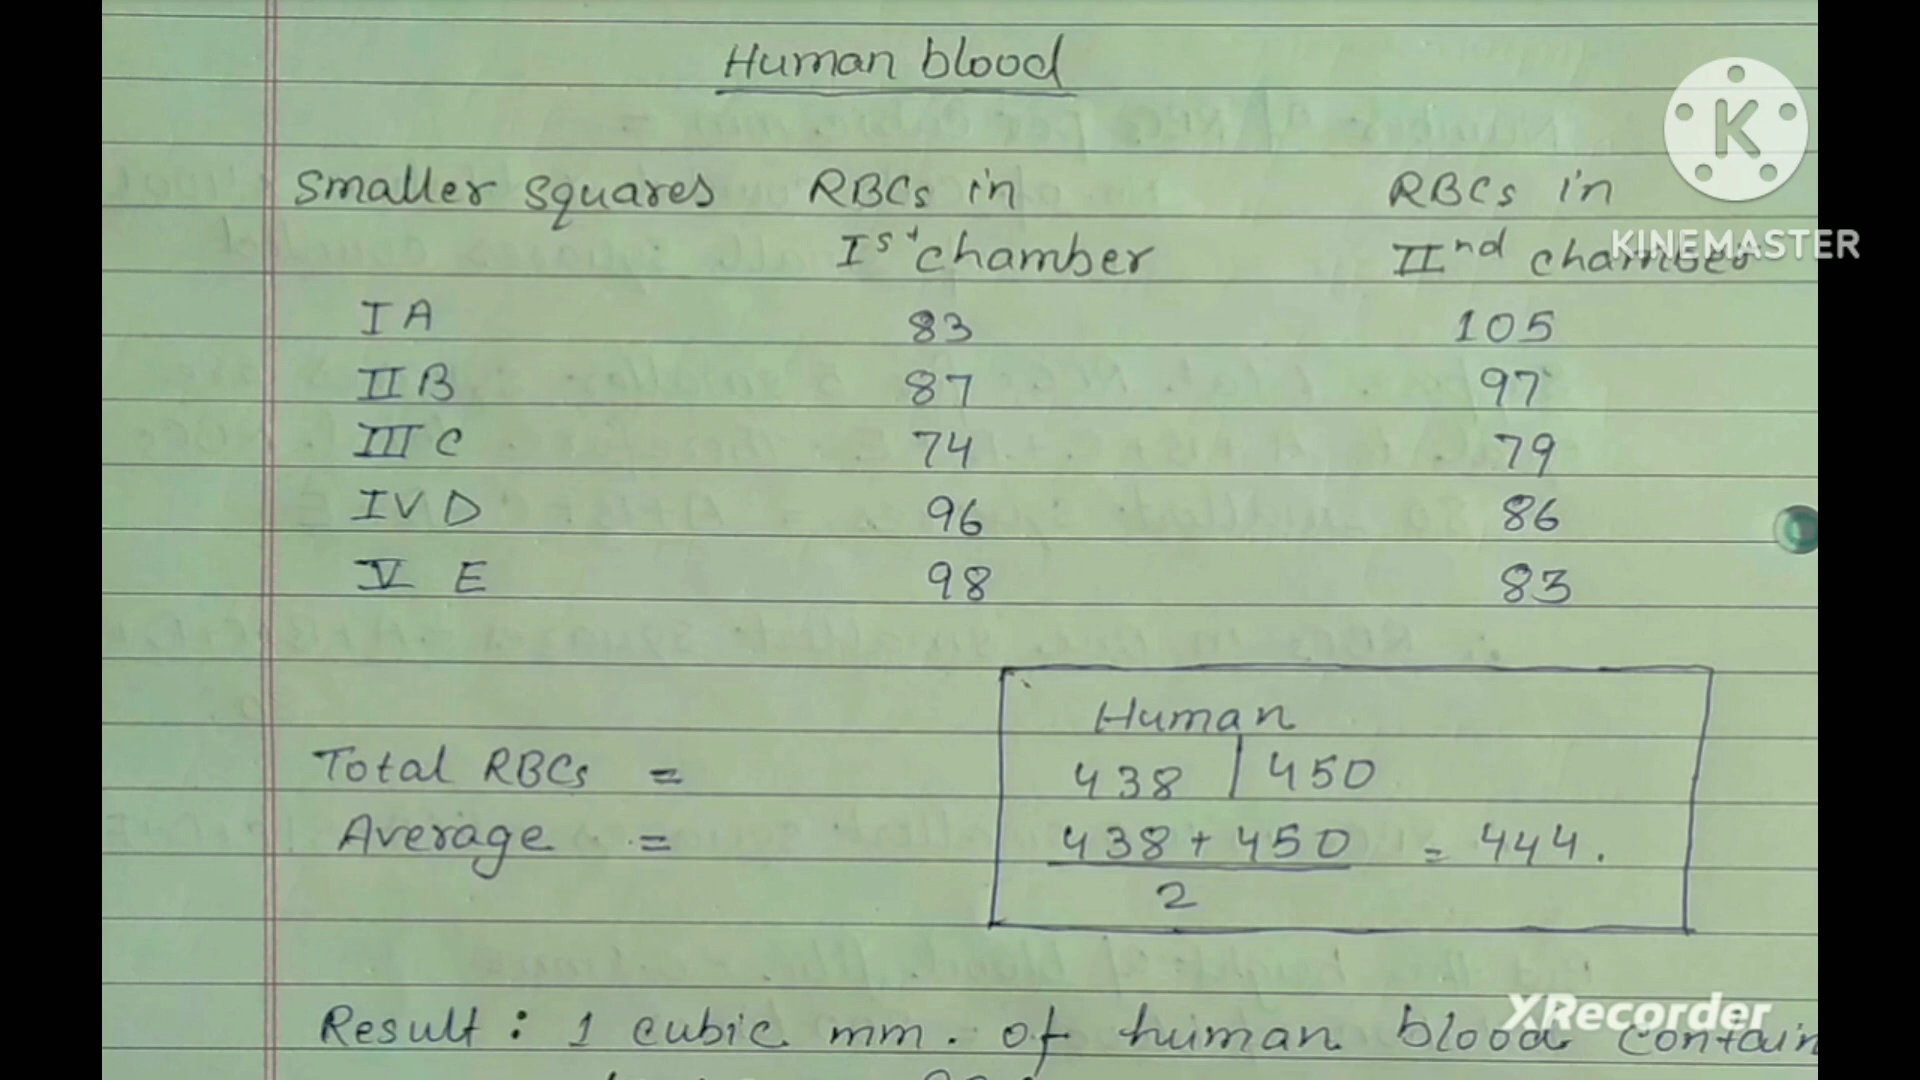 Human blood
Smaller squares RBCs in RBCs in
Ist chamber IInd chamber
I A 83 105
II B 87 97
III C 74 79
IV D 96 86
V E 98 83
Human
Total RBCs = 438 | 450
Average = 438 + 450 = 444.
2
Result : 1 cubic mm. of human blood contain
K
KINEMASTER
XRecorder